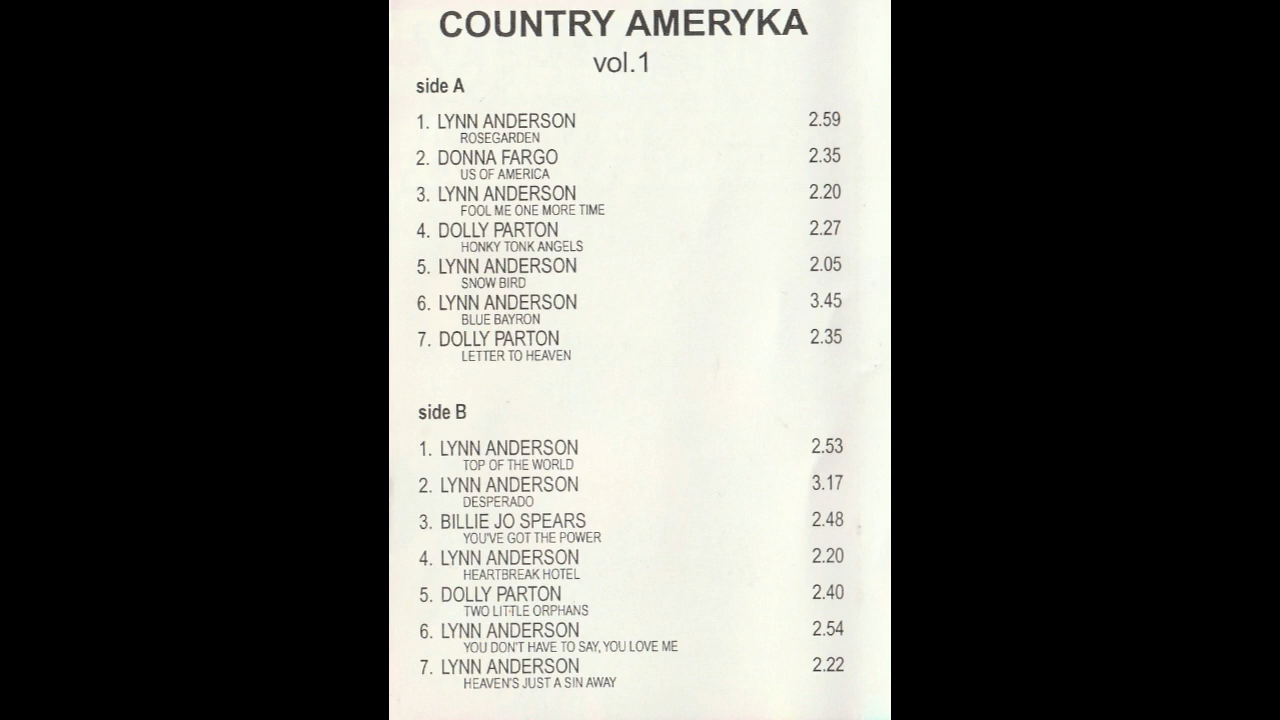 COUNTRY AMERYKA
vol.1
side A
1. LYNN ANDERSON 2.59
ROSEGARDEN
2. DONNA FARGO 2.35
US OF AMERICA
3. LYNN ANDERSON 2.20
FOOL ME ONE MORE TIME
4. DOLLY PARTON 2.27
HONKY TONK ANGELS
5. LYNN ANDERSON 2.05
SNOW BIRD
6. LYNN ANDERSON 3.45
BLUE BAYRON
7. DOLLY PARTON 2.35
LETTER TO HEAVEN
side B
1. LYNN ANDERSON 2.53
TOP OF THE WORLD
2. LYNN ANDERSON 3.17
DESPERADO
3. BILLIE JO SPEARS 2.48
YOU'VE GOT THE POWER
4. LYNN ANDERSON 2.20
HEARTBREAK HOTEL
5. DOLLY PARTON 2.40
TWO LITTLE ORPHANS
6. LYNN ANDERSON 2.54
YOU DON'T HAVE TO SAY, YOU LOVE ME
7. LYNN ANDERSON 2.22
HEAVEN'S JUST A SIN AWAY